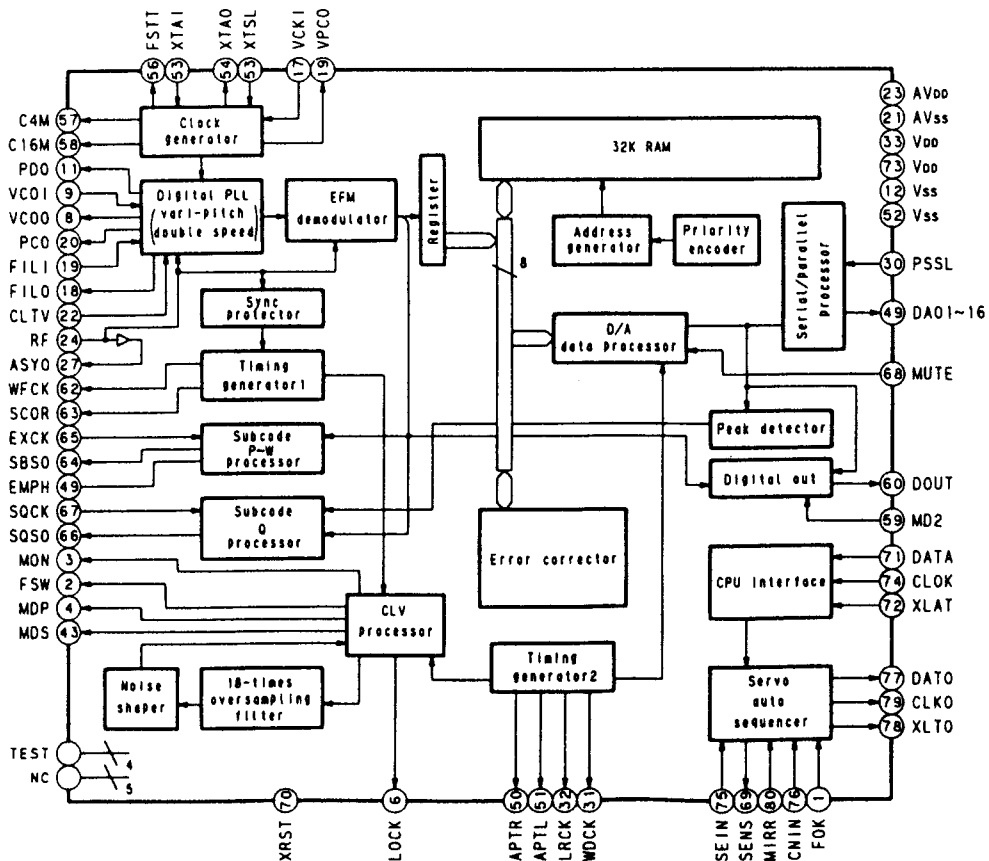 FSTT
XTAI
XTAO
XTSL
VCKI
VPCO
56
53
54
53
17
19
C4M 57
C16M 58
PDO 11
VCOI 9
VCOO 8
PCO 20
FILI 19
FILO 18
CLTV 22
RF 24
ASYO 27
WFCK 62
SCOR 63
EXCK 65
SBSO 64
EMPH 49
SQCK 67
SQSO 66
MON 3
FSW 2
MDP 4
MDS 43
TEST
4
NC
5
Clock
generator
Digital PLL
(vari-pitch
double speed)
EFM
demodulator
Register
32K RAM
8
Address
generator
Priority
encoder
Serial/parallel
processor
Sync
protector
Timing
generator1
D/A
data processor
Peak detector
Subcode
P~W
processor
Digital out
Subcode
Q
processor
Error corrector
CPU interface
CLV
processor
Timing
generator2
Servo
auto
sequencer
Noise
shaper
18-times
oversampling
filter
23 AVDD
21 AVSS
33 VDD
73 VDD
12 VSS
52 VSS
30 PSSL
49 DA01~16
68 MUTE
60 DOUT
59 MD2
71 DATA
74 CLOK
72 XLAT
77 DATO
79 CLKO
78 XLTO
70
6
50
51
32
31
75
69
80
76
1
XRST
LOCK
APTR
APTL
LRCK
WDCK
SEIN
SENS
MIRR
CNIN
FOK